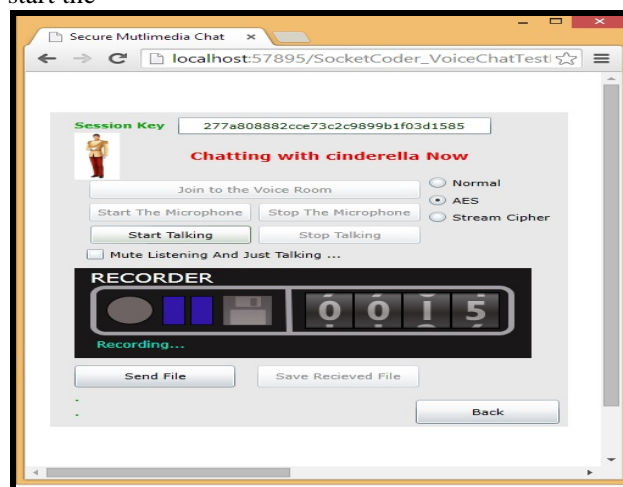 start the
Secure Mutlimedia Chat
localhost:57895/SocketCoder_VoiceChatTest
Session Key 277a808882cce73c2c9899b1f03d1585
Chatting with cinderella Now
Join to the Voice Room
Normal
AES
Start The Microphone Stop The Microphone
Stream Cipher
Start Talking Stop Talking
Mute Listening And Just Talking ...
RECORDER
0 0 1 5
Recording...
Send File Save Recieved File
Back